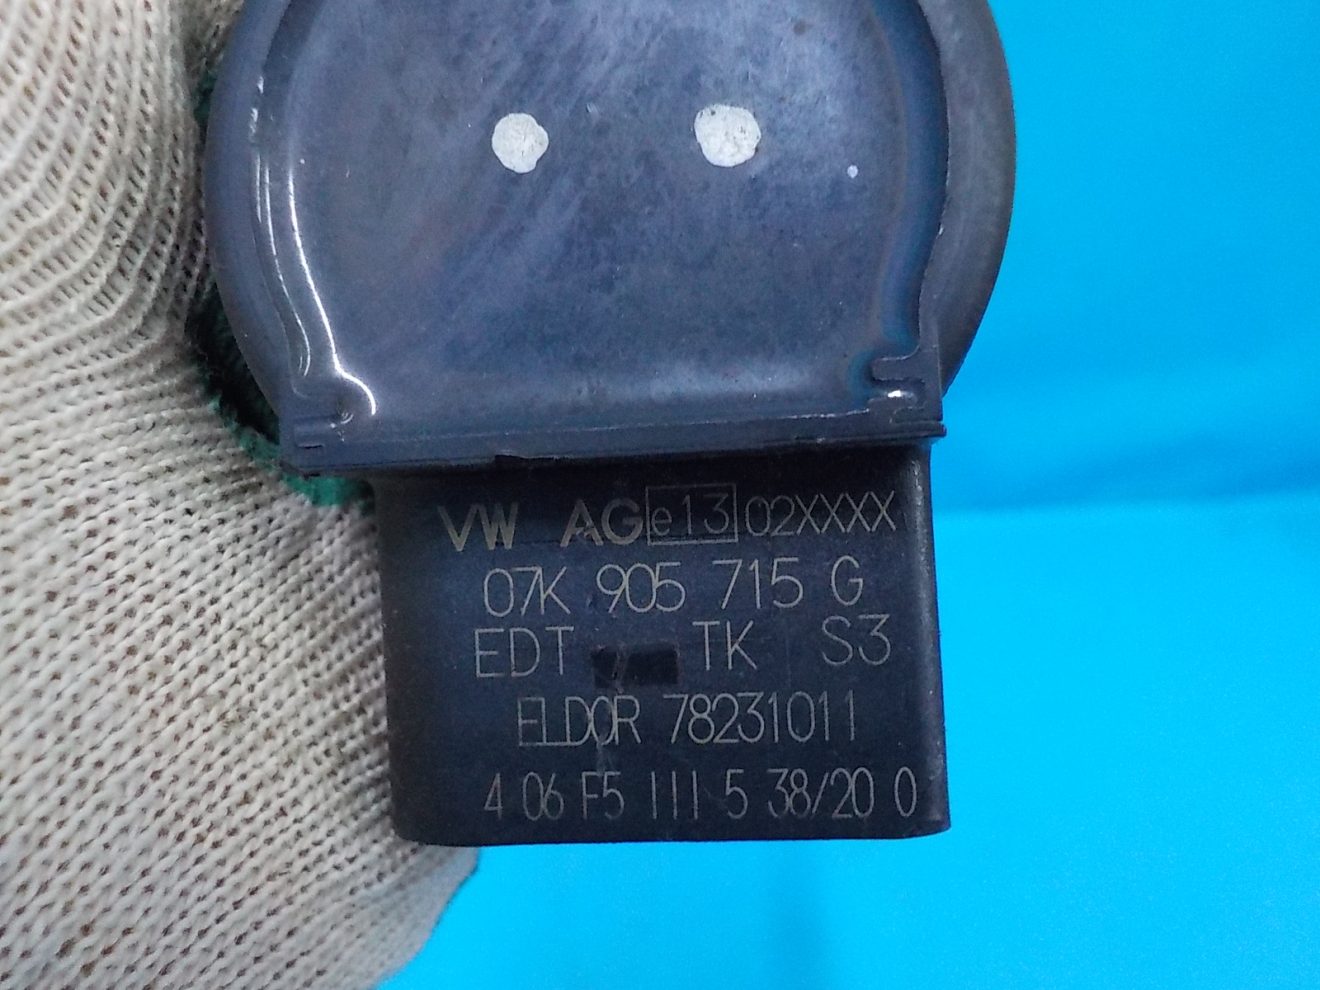 VW AG e13 02XXXX
07K 905 715 G
EDT TK S3
ELDOR 78231011
4 06 F5 III 5 38/20 0